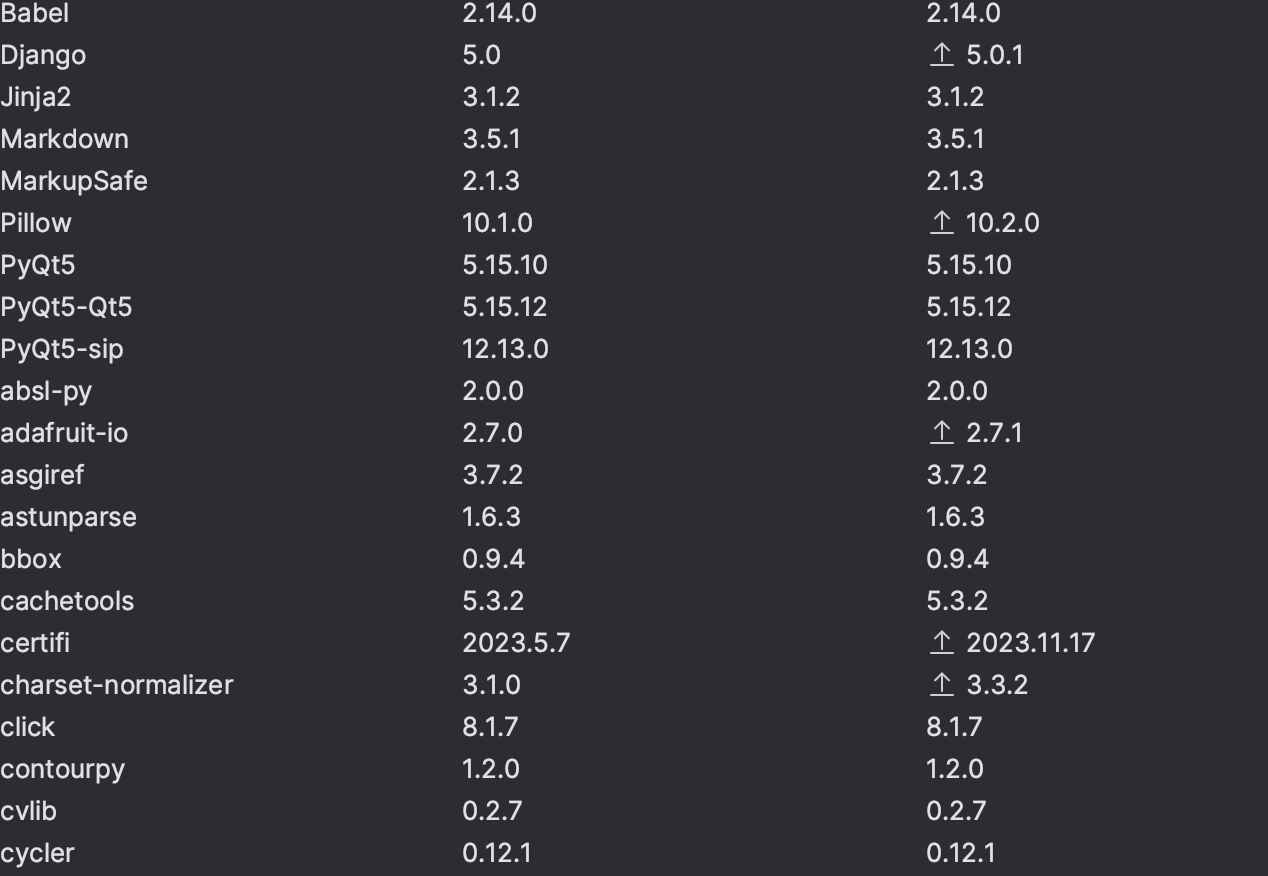 Babel 2.14.0 2.14.0
Django 5.0 5.0.1
Jinja2 3.1.2 3.1.2
Markdown 3.5.1 3.5.1
MarkupSafe 2.1.3 2.1.3
Pillow 10.1.0 10.2.0
PyQt5 5.15.10 5.15.10
PyQt5-Qt5 5.15.12 5.15.12
PyQt5-sip 12.13.0 12.13.0
absl-py 2.0.0 2.0.0
adafruit-io 2.7.0 2.7.1
asgiref 3.7.2 3.7.2
astunparse 1.6.3 1.6.3
bbox 0.9.4 0.9.4
cachetools 5.3.2 5.3.2
certifi 2023.5.7 2023.11.17
charset-normalizer 3.1.0 3.3.2
click 8.1.7 8.1.7
contourpy 1.2.0 1.2.0
cvlib 0.2.7 0.2.7
cycler 0.12.1 0.12.1